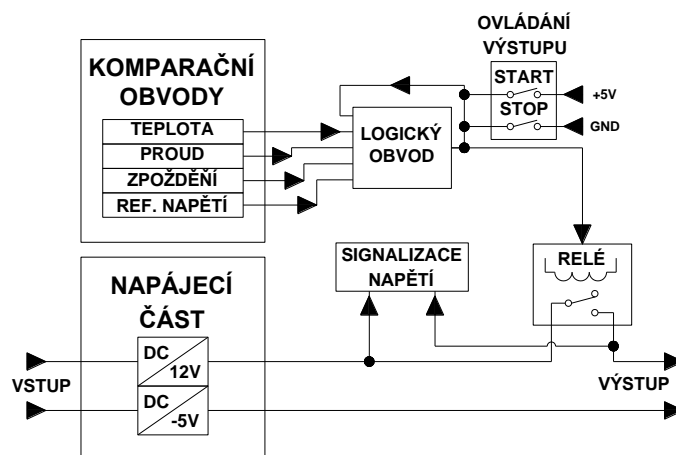 OVLÁDÁNÍ
VÝSTUPU
START
+5V
STOP
GND
KOMPARAČNÍ
OBVODY
TEPLOTA
PROUD
ZPOŽDĚŇÍ
REF. NAPĚTÍ
LOGICKÝ
OBVOD
SIGNALIZACE
NAPĚTÍ
RELÉ
NAPÁJECÍ
ČÁST
DC
12V
DC
-5V
VSTUP
VÝSTUP